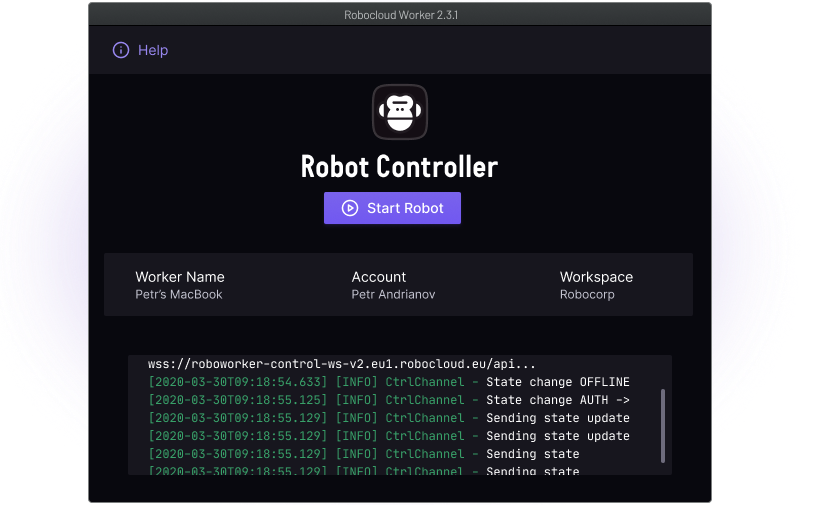 Robocloud Worker 2.3.1
Help
Robot Controller
Start Robot
Worker Name
Petr’s MacBook
Account
Petr Andrianov
Workspace
Robocorp
wss://roboworker-control-ws-v2.eu1.robocloud.eu/api...
[2020-03-30T09:18:54.633] [INFO] CtrlChannel - State change OFFLINE
[2020-03-30T09:18:55.125] [INFO] CtrlChannel - State change AUTH ->
[2020-03-30T09:18:55.129] [INFO] CtrlChannel - Sending state update
[2020-03-30T09:18:55.129] [INFO] CtrlChannel - Sending state update
[2020-03-30T09:18:55.129] [INFO] CtrlChannel - Sending state
[2020-03-30T09:18:55.129] [INFO] CtrlChannel - Sending state